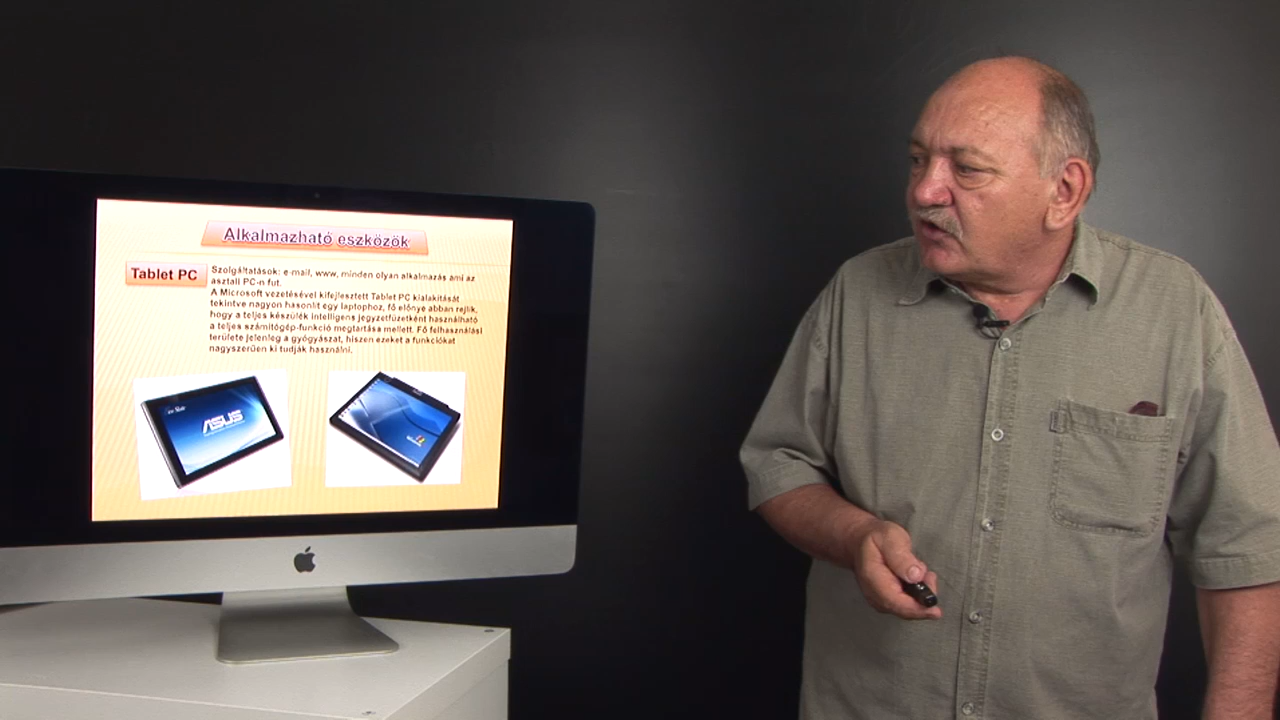 Alkalmazható eszközök
Tablet PC
Szolgáltatások: e-mail, www, minden olyan alkalmazás ami az
asztali PC-n fut.
A Microsoft vezetésével kifejlesztett Tablet PC kialakítását
tekintve nagyon hasonlít egy laptophoz, fő előnye abban rejlik,
hogy a teljes készülék intelligens jegyzetfüzetként használható
a teljes számítógép-funkció megtartása mellett. Fő felhasználási
területe jelenleg a gyógyászat, hiszen ezeket a funkciókat
nagyszerűen ki tudják használni.
ASUS